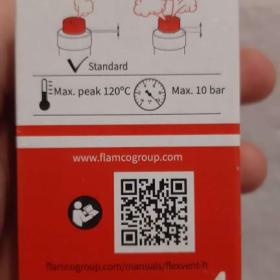 Standard
Max. peak 120°C Max. 10 bar
www.flamcogroup.com
flamcogroup.com/manuals/flexvent-h